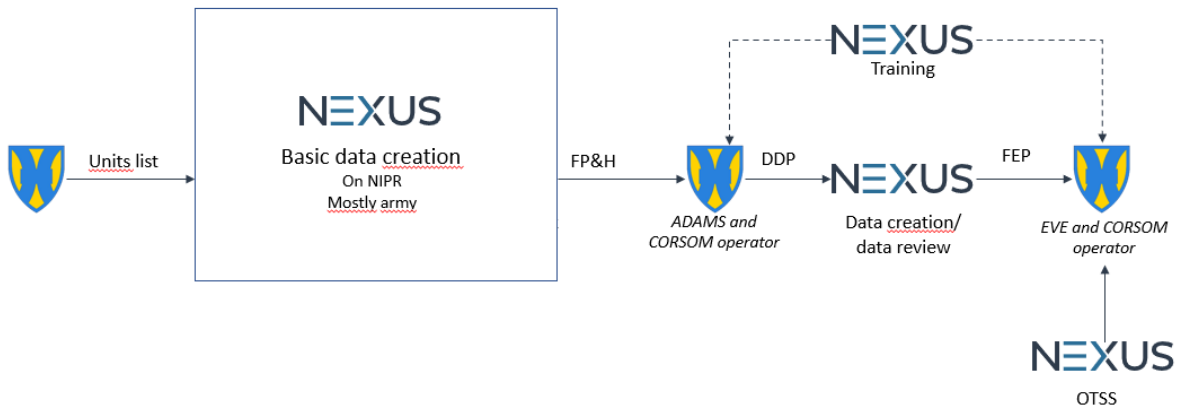 NEXUS
Training
NEXUS
Basic data creation
On NIPR
Mostly army
Units list
FP&H
DDP
NEXUS
FEP
ADAMS and
CORSOM operator
Data creation/
data review
EVE and CORSOM
operator
NEXUS
OTSS